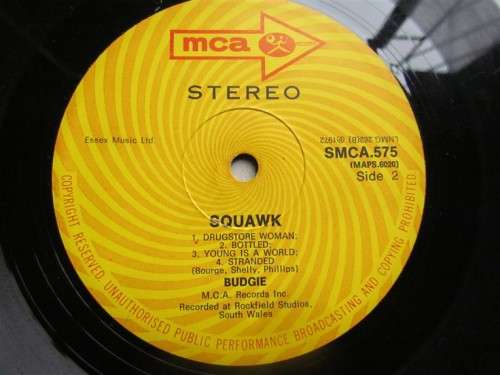 mca
STEREO
Essex Music Ltd.
SMCA.575
(MAPS.6020)
Side 2
SQUAWK
1. DRUGSTORE WOMAN;
2. BOTTLED;
3. YOUNG IS A WORLD;
4. STRANDED
(Bourge, Shelly, Phillips)
BUDGIE
M.C.A. Records Inc.
Recorded at Rockfield Studios,
South Wales
COPYRIGHT RESERVED. UNAUTHORISED PUBLIC PERFORMANCE BROADCASTING AND COPYING PROHIBITED.